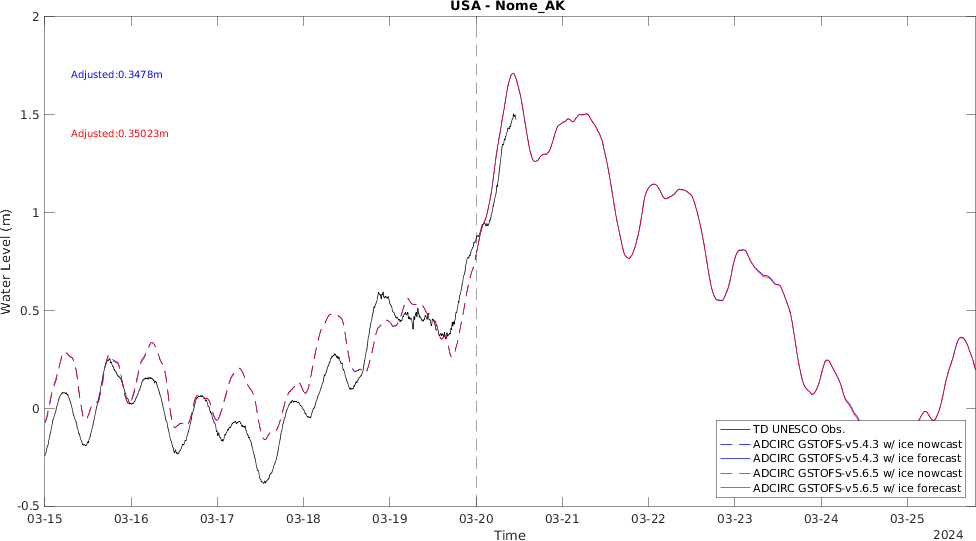 USA - Nome_AK
2
1.5
1
0.5
0
-0.5
Water Level (m)
Adjusted:0.3478m
Adjusted:0.35023m
TD UNESCO Obs.
ADCIRC GSTOFS-v5.4.3 w/ ice nowcast
ADCIRC GSTOFS-v5.4.3 w/ ice forecast
ADCIRC GSTOFS-v5.6.5 w/ ice nowcast
ADCIRC GSTOFS-v5.6.5 w/ ice forecast
03-15 03-16 03-17 03-18 03-19 03-20 03-21 03-22 03-23 03-24 03-25
Time
2024